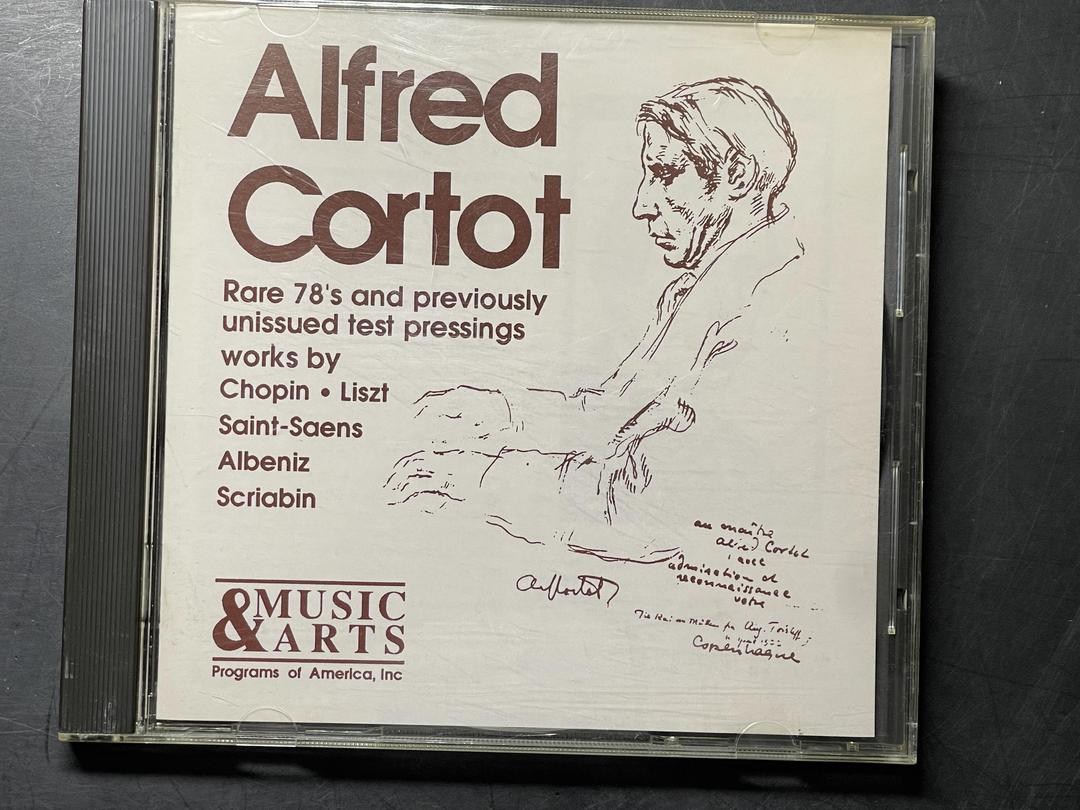 Alfred
Cortot
Rare 78's and previously
unissued test pressings
works by
Chopin • Liszt
Saint-Saens
Albeniz
Scriabin
&MUSIC
ARTS
Programs of America, Inc
au maître
Alfred Cortot
avec
admiration et
reconnaissance
votre
Copenhague